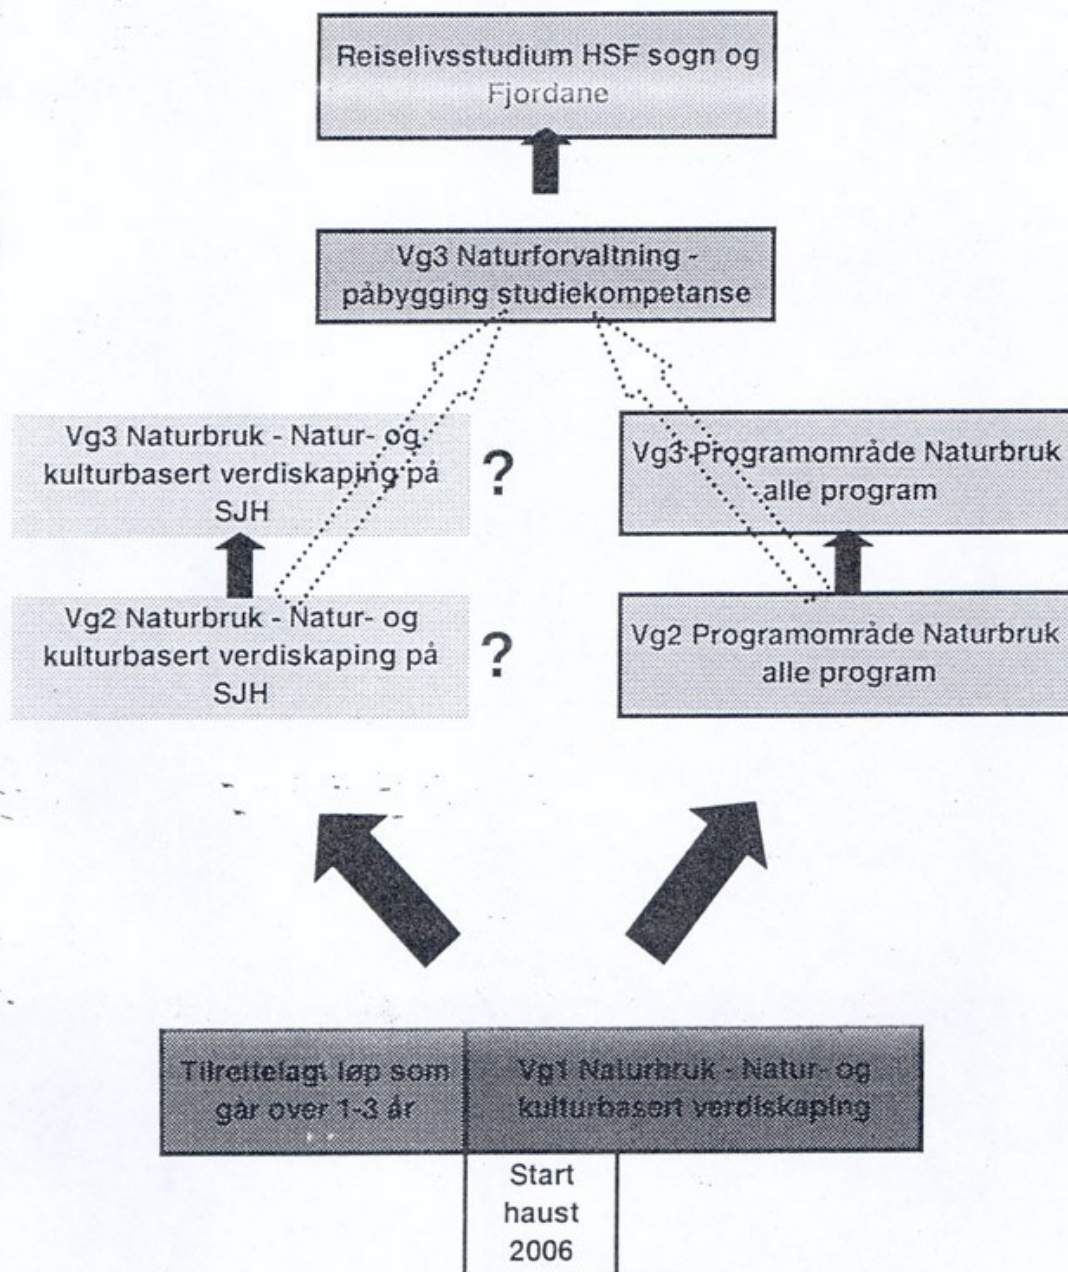 Reiselivsstudium HSF sogn og
Fjordane
Vg3 Naturforvaltning -
påbygging studiekompetanse
Vg3 Naturbruk - Natur- og
kulturbasert verdiskaping på
SJH
?
Vg3 Programområde Naturbruk
alle program
Vg2 Naturbruk - Natur- og
kulturbasert verdiskaping på
SJH
?
Vg2 Programområde Naturbruk
alle program
Tilrettelagt løp som
går over 1-3 år
Vg1 Naturbruk - Natur- og
kulturbasert verdiskaping
Start
haust
2006